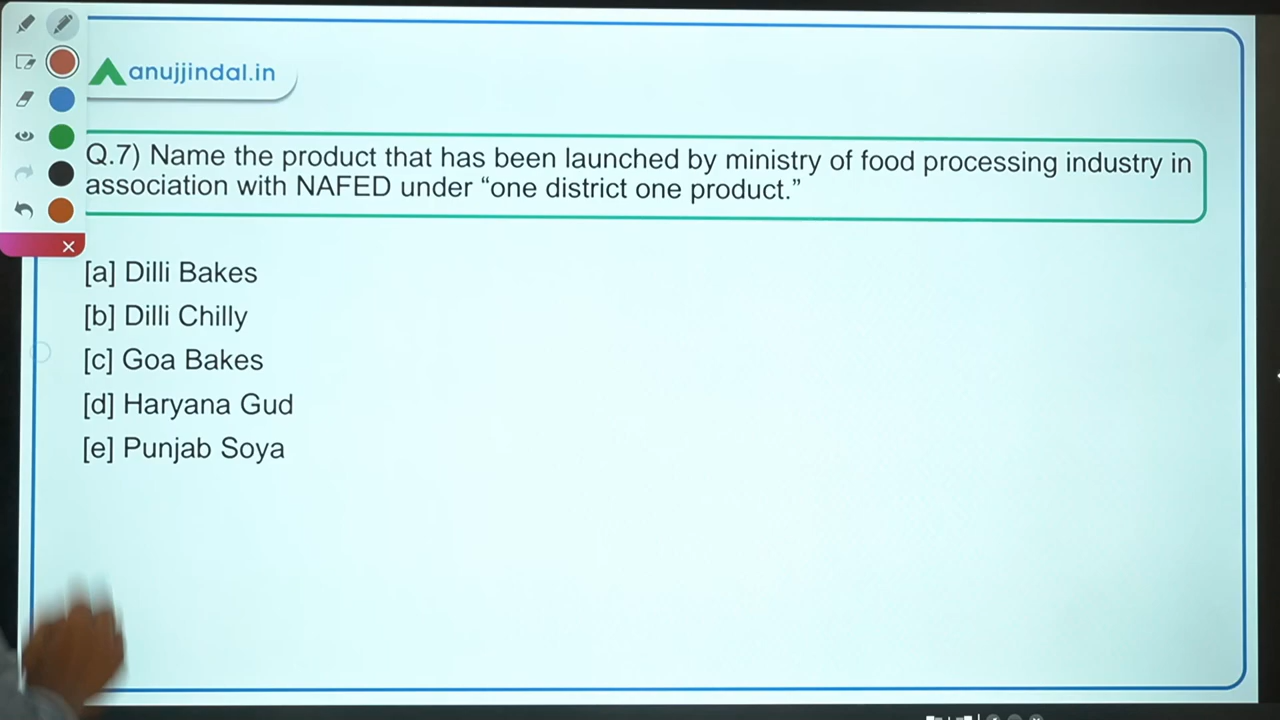 anujjindal.in
Q.7) Name the product that has been launched by ministry of food processing industry in
association with NAFED under “one district one product.”
[a] Dilli Bakes
[b] Dilli Chilly
[c] Goa Bakes
[d] Haryana Gud
[e] Punjab Soya